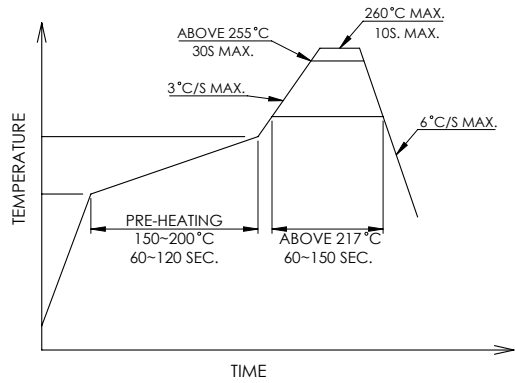 260°C MAX.
10S. MAX.
ABOVE 255°C
30S MAX.
3°C/S MAX.
6°C/S MAX.
TEMPERATURE
PRE-HEATING
150~200°C
60~120 SEC.
ABOVE 217°C
60~150 SEC.
TIME